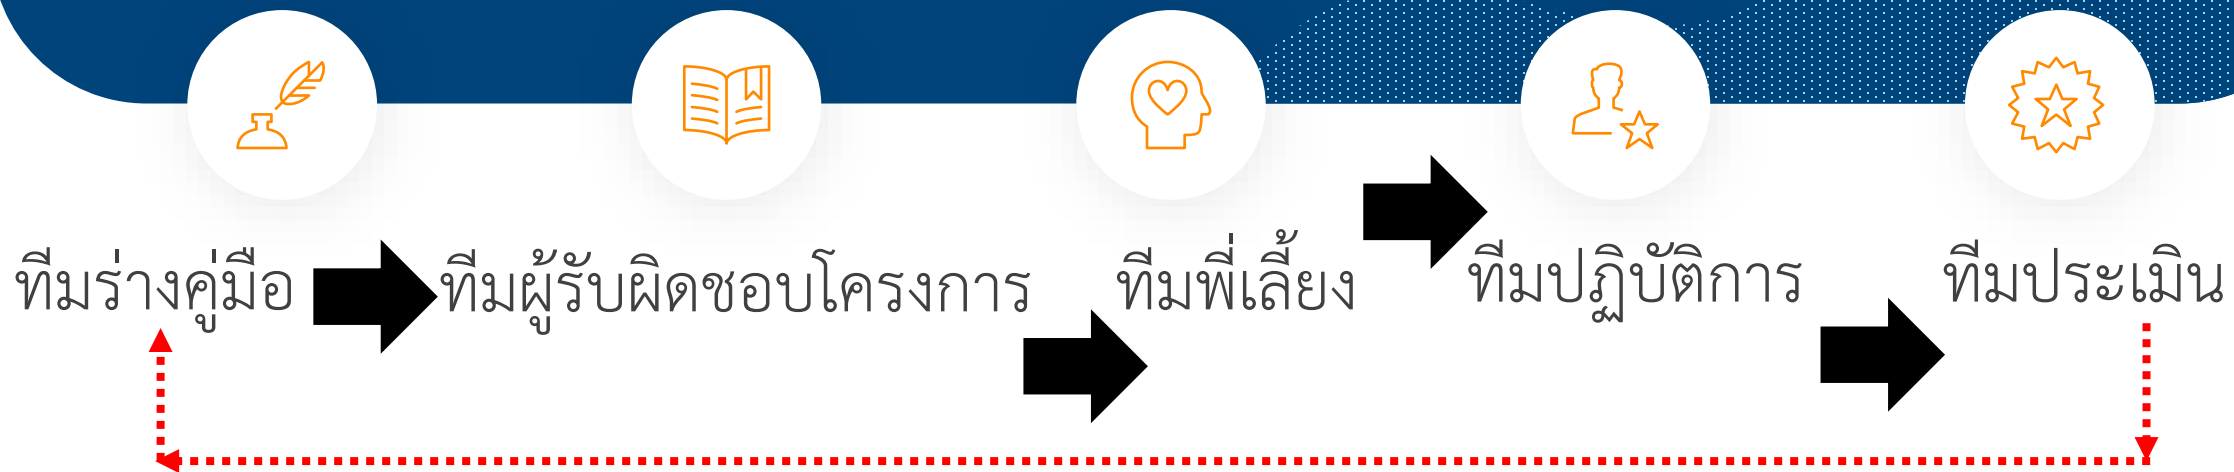 ทีมร่างคู่มือ
ทีมผู้รับผิดชอบโครงการ
ทีมพี่เลี้ยง
ทีมปฏิบัติการ
ทีมประเมิน